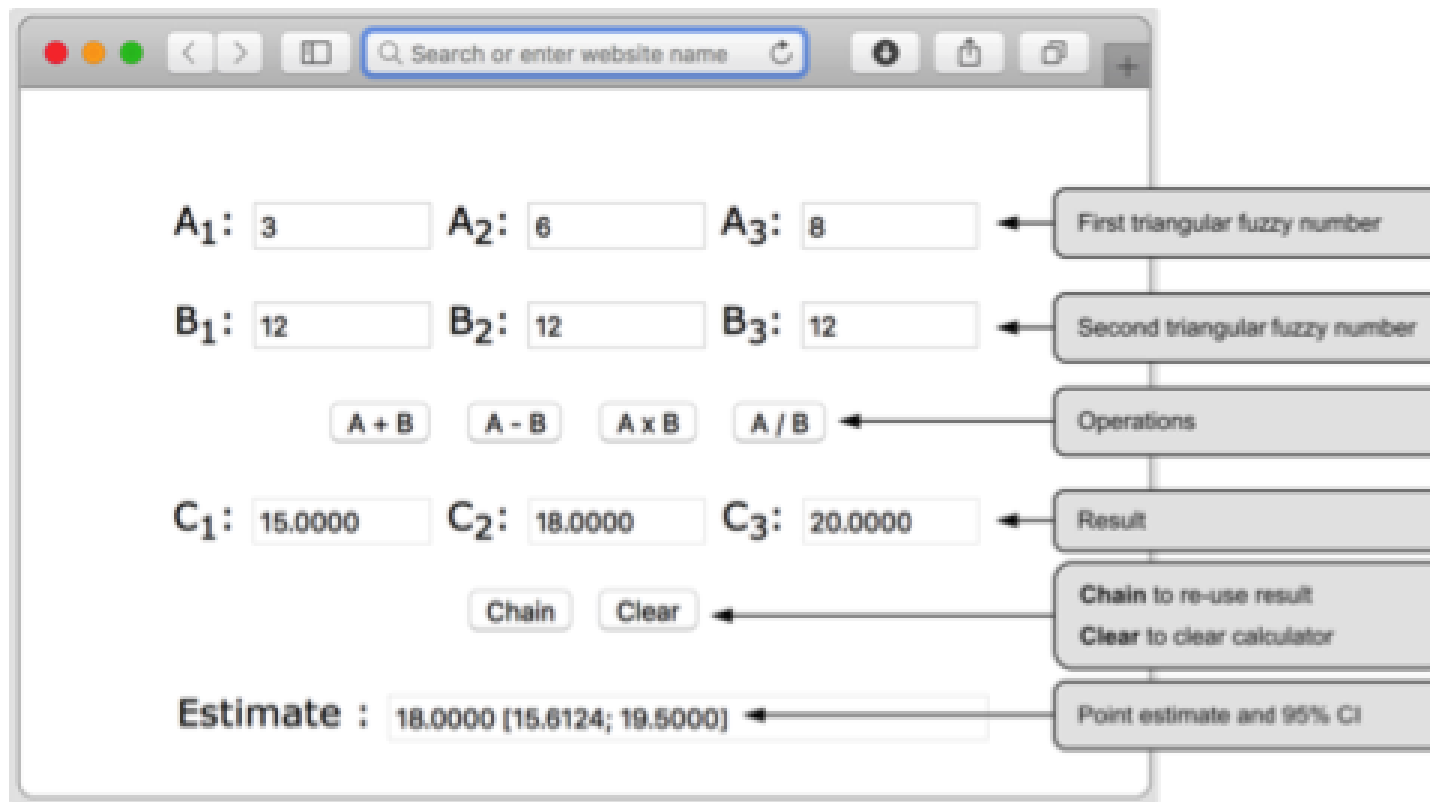 Search or enter website name
A1: 3 A2: 6 A3: 8
First triangular fuzzy number
B1: 12 B2: 12 B3: 12
Second triangular fuzzy number
A + B A - B A x B A / B
Operations
C1: 15.0000 C2: 18.0000 C3: 20.0000
Result
Chain Clear
Chain to re-use result
Clear to clear calculator
Estimate : 18.0000 [15.6124; 19.5000]
Point estimate and 95% CI